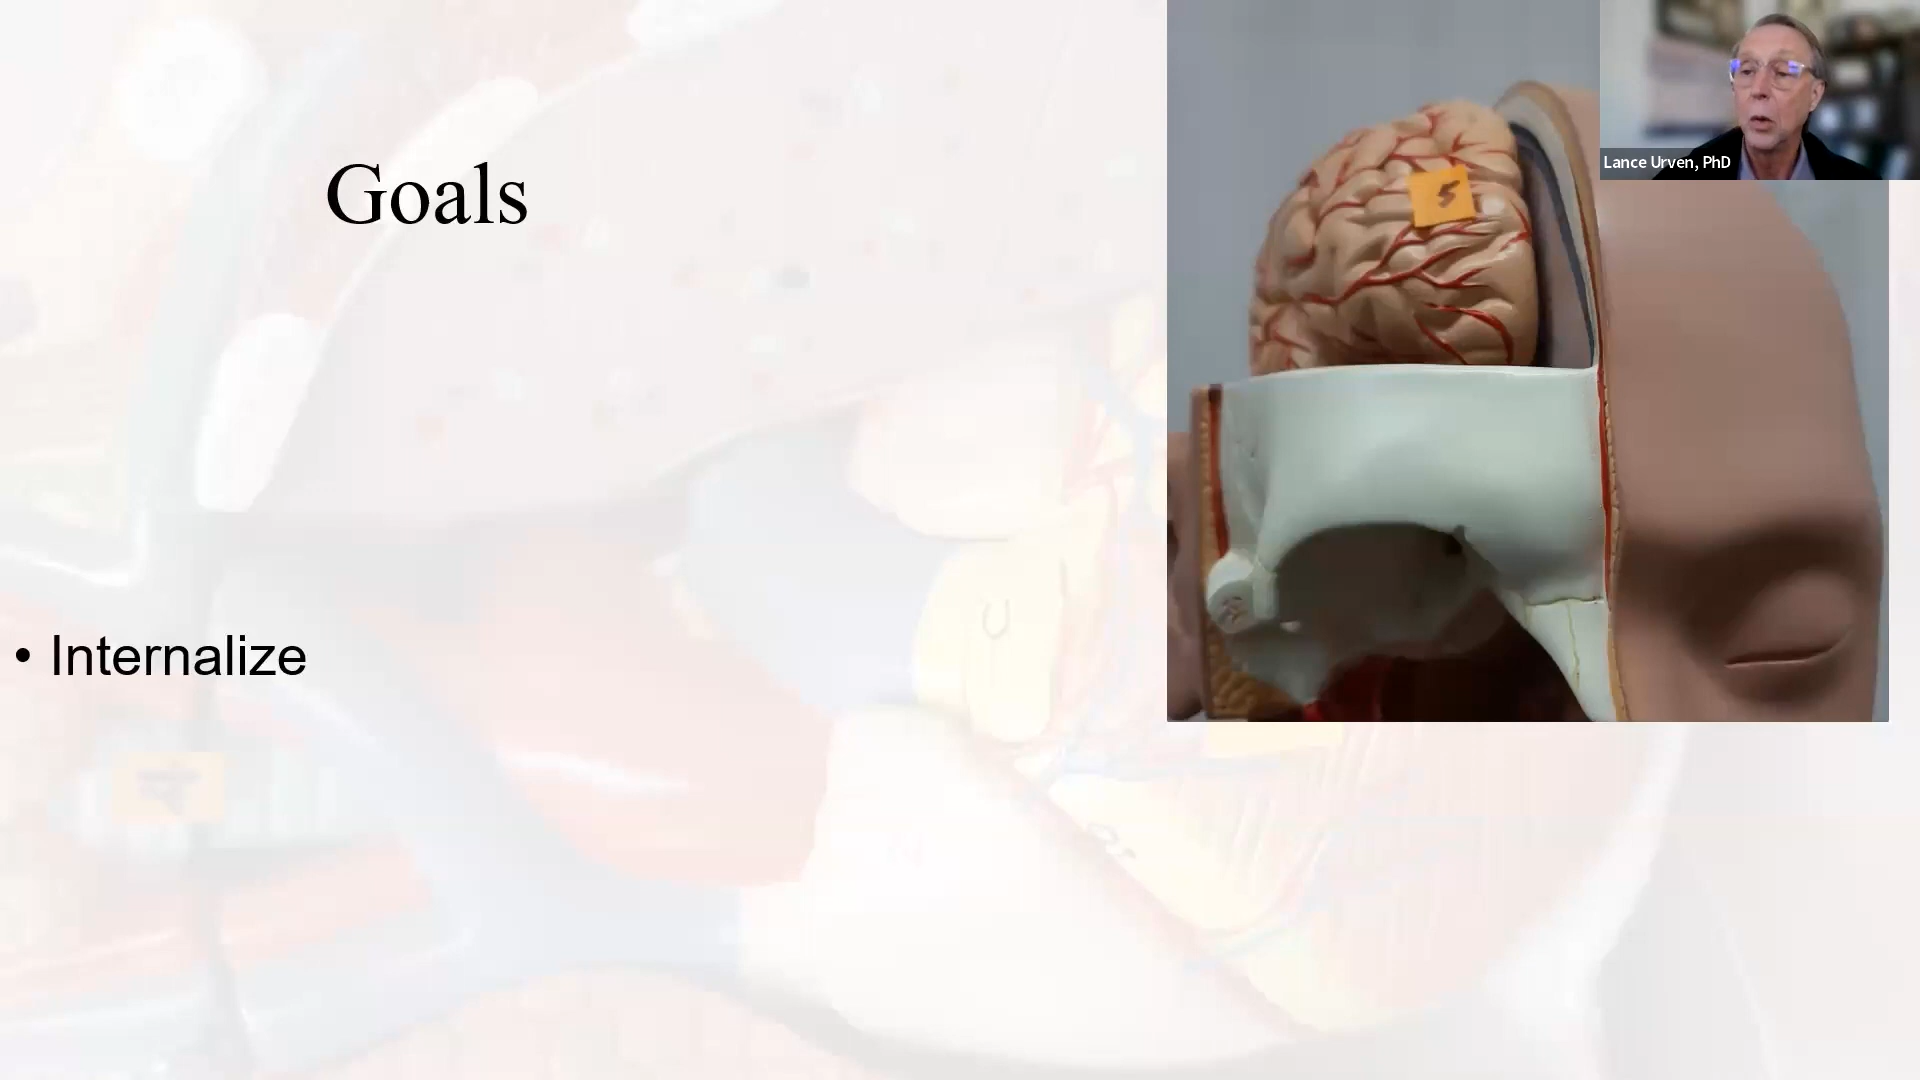 Goals
Lance Urven, PhD
5
• Internalize